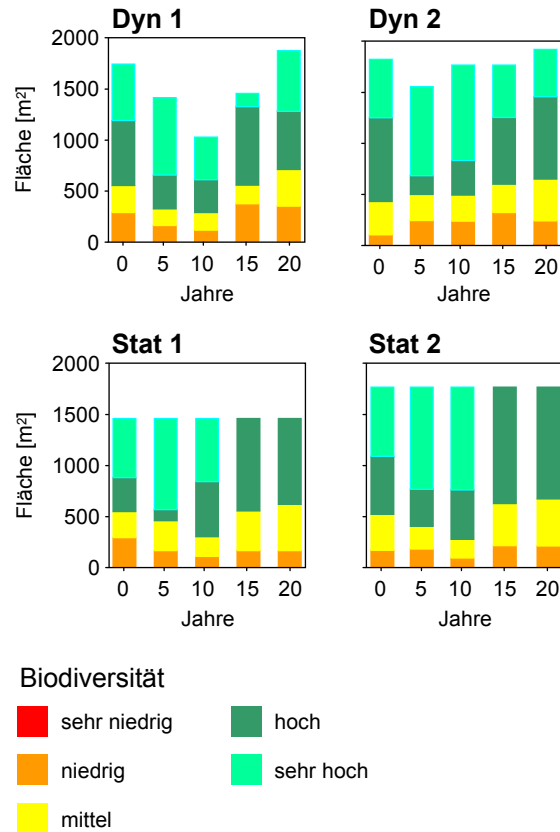 Dyn 1
Dyn 2
2000
1500
1000
500
0
Fläche [m²]
0 5 10 15 20
0 5 10 15 20
Jahre
Jahre
Stat 1
Stat 2
2000
1500
1000
500
0
Fläche [m²]
0 5 10 15 20
0 5 10 15 20
Jahre
Jahre
Biodiversität
sehr niedrig
hoch
niedrig
sehr hoch
mittel